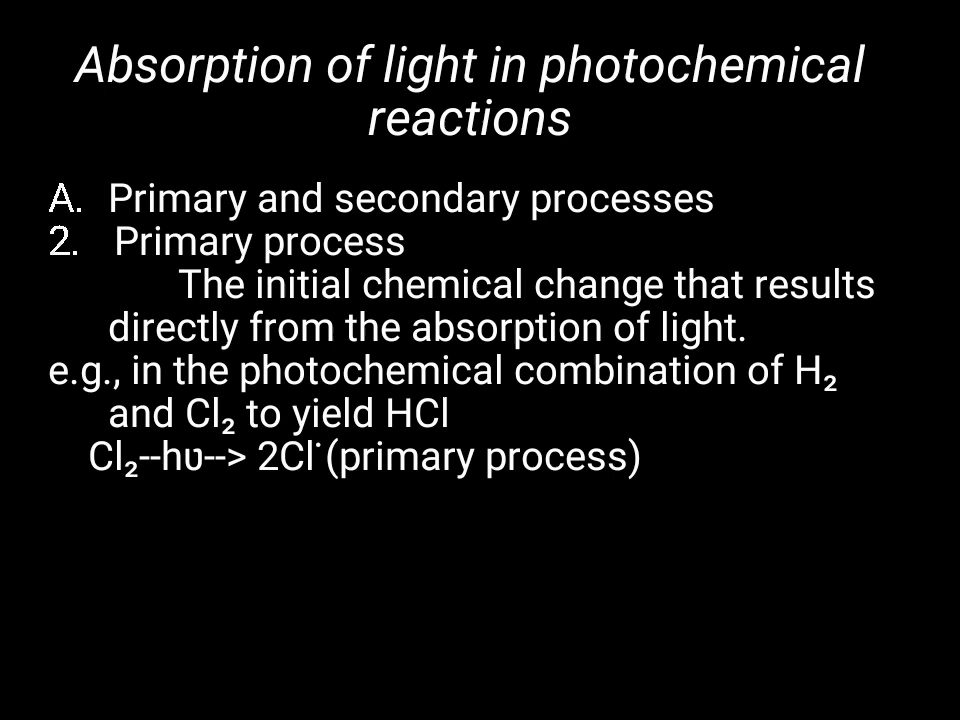 Absorption of light in photochemical
reactions
A. Primary and secondary processes
2. Primary process
The initial chemical change that results
directly from the absorption of light.
e.g., in the photochemical combination of H₂
and Cl₂ to yield HCl
Cl₂--hʋ--> 2Cl˙(primary process)